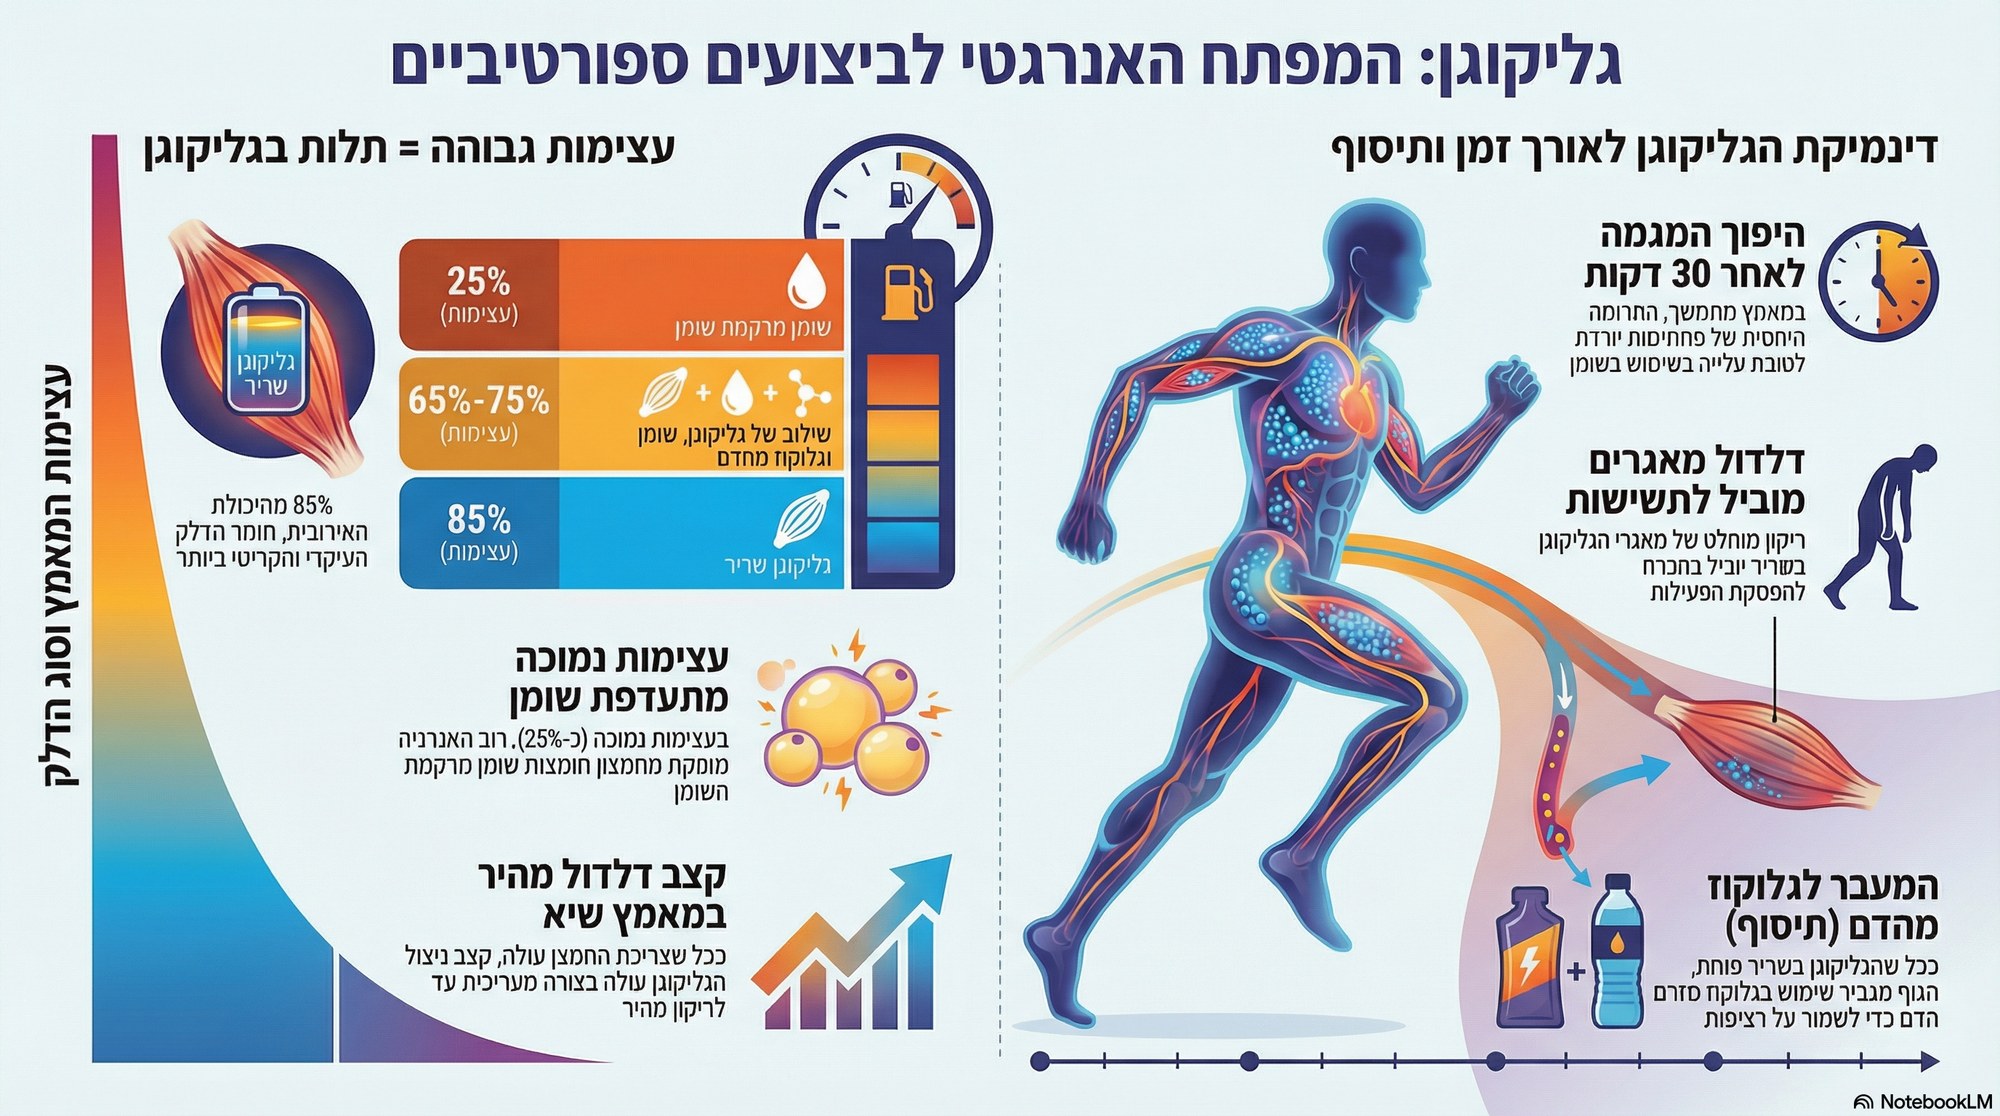 גליקוגן: המפתח האנרגטי לביצועים ספורטיביים
דינמיקת הגליקוגן לאורך זמן ותיסוף
היפוך המגמה
לאחר 30 דקות
במאמץ מתמשך, התרומה
היחסית של פחתימות יורדת
לטובת עלייה בשימוש בשומן
דלדול מאגרים
מוביל לתשישות
ריקון מוחלט של מאגרי הגליקוגן
בשריר יוביל בהכרח
להפסקת הפעילות
המעבר לגלוקוז
מהדם (תיסוף)
ככל שהגליקוגן בשריר פוחת,
הגוף מגביר שימוש בגלוקוז מזרם
הדם כדי לשמור על רציפות
עצימות גבוהה = תלות בגליקוגן
גליקוגן
שריר
85% מהיכולת
האירובית, חומר הדלק
העיקרי והקריטי ביותר
25%
(עצימות)
שומן מרקמת שומן
65%-75%
(עצימות)
שילוב של גליקוגן, שומן
וגלוקוז מחדם
85%
(עצימות)
גליקוגן שריר
עצימות נמוכה
מתעדפת שומן
בעצימות נמוכה (כ-25%), רוב האנרגיה
מופקת מחמצון חומצות שומן מרקמת
השומן
קצב דלדול מהיר
במאמץ שיא
ככל שצריכת החמצן עולה, קצב ניצול
הגליקוגן עולה בצורה מעריכית עד
לריקון מהיר
עצימות המאמץ וסוג הדלק
NotebookLM